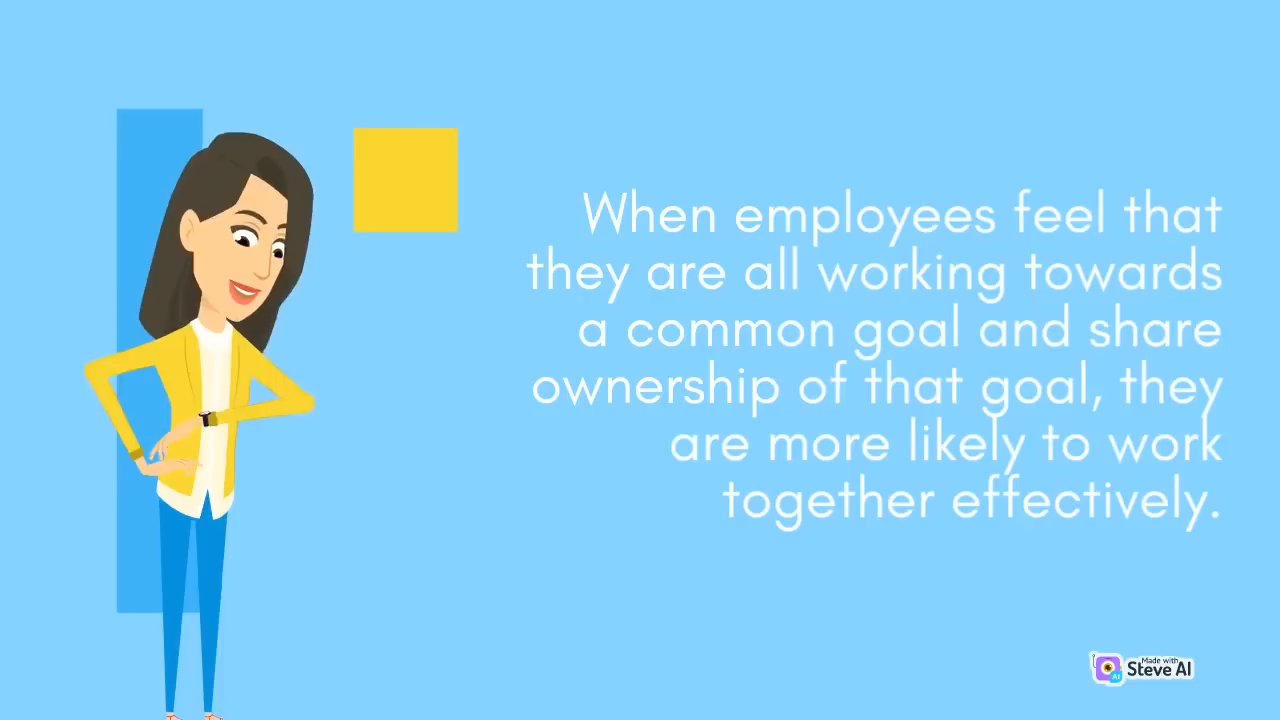 When employees feel that
they are all working towards
a common goal and share
ownership of that goal, they
are more likely to work
together effectively.
Made with
Steve AI
AI